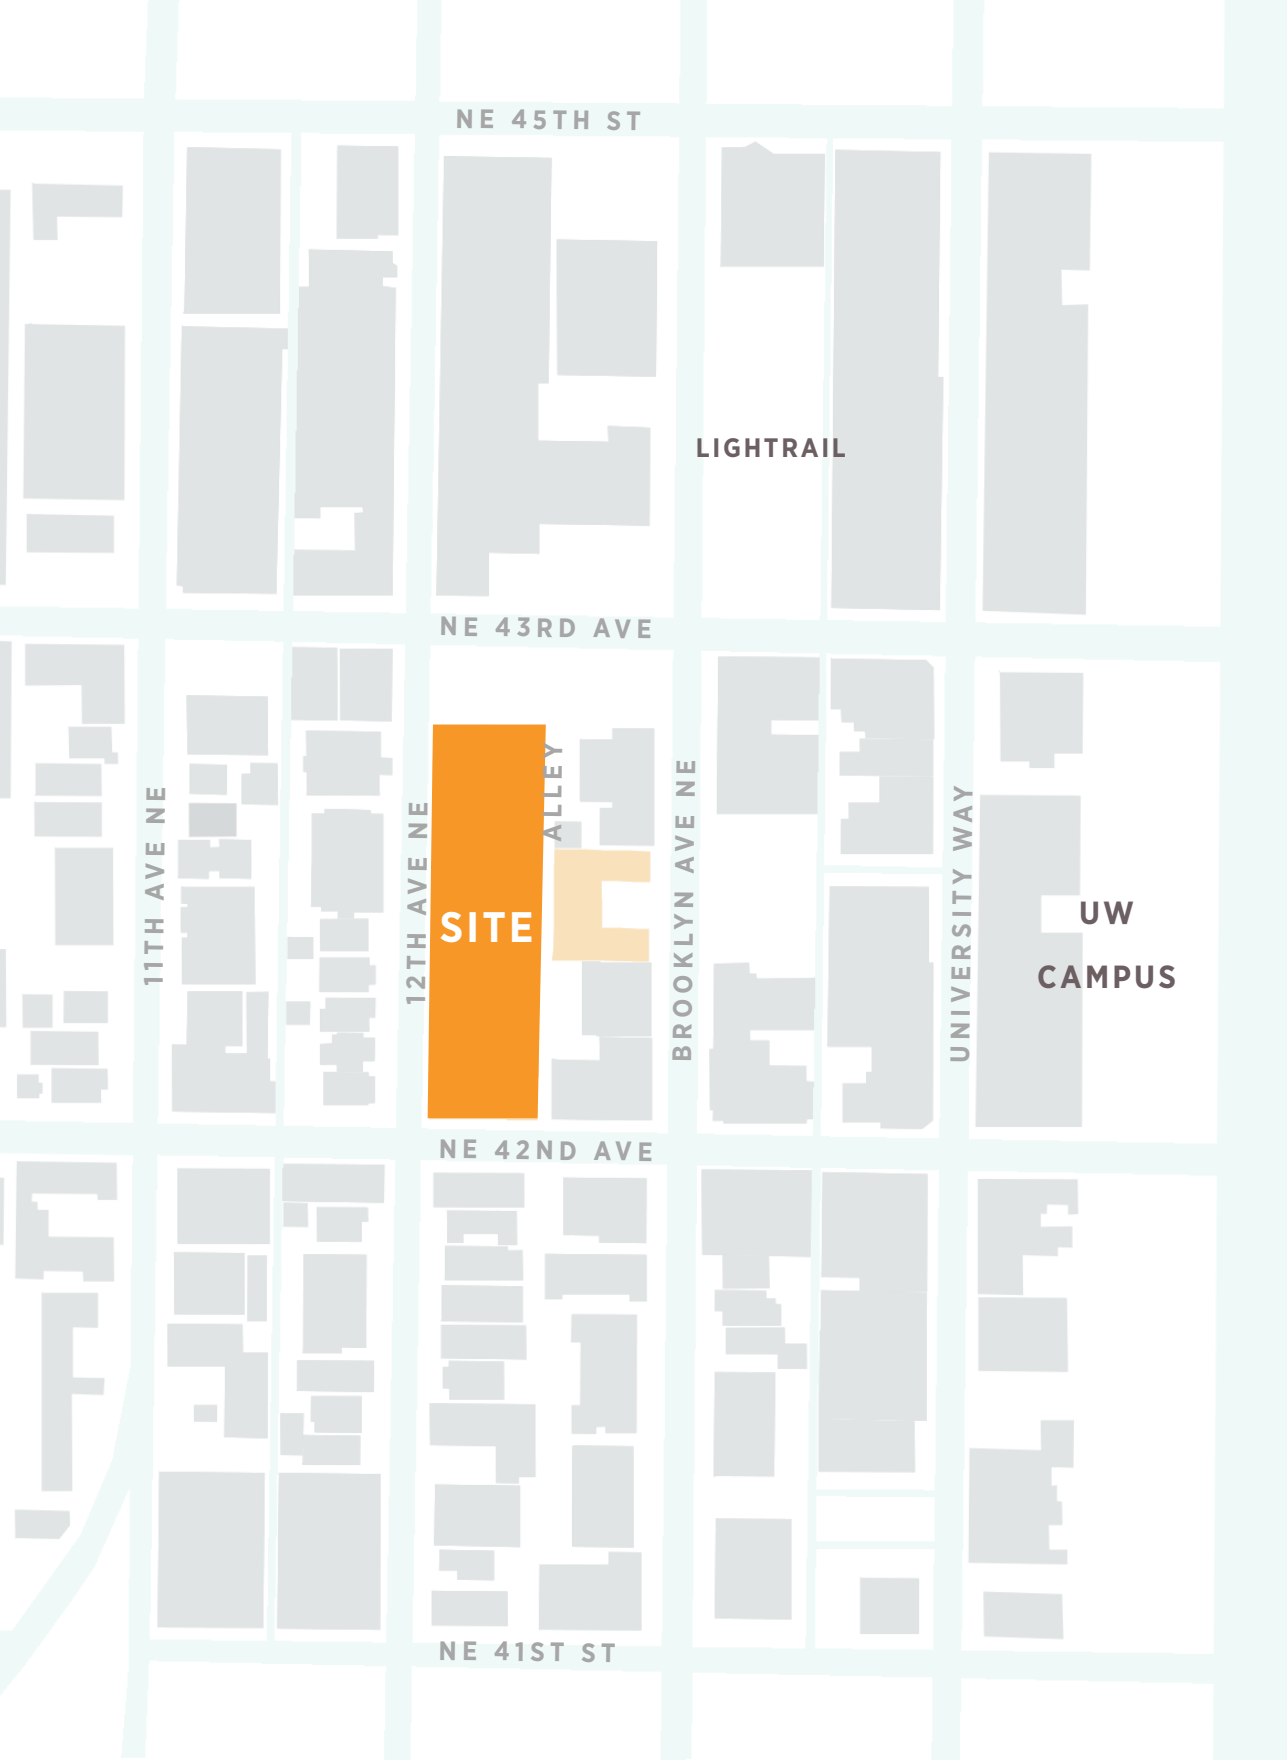 NE 45TH ST
LIGHTRAIL
NE 43RD AVE
11TH AVE NE
12TH AVE NE
SITE
ALLEY
BROOKLYN AVE NE
UNIVERSITY WAY
UW
CAMPUS
NE 42ND AVE
NE 41ST ST